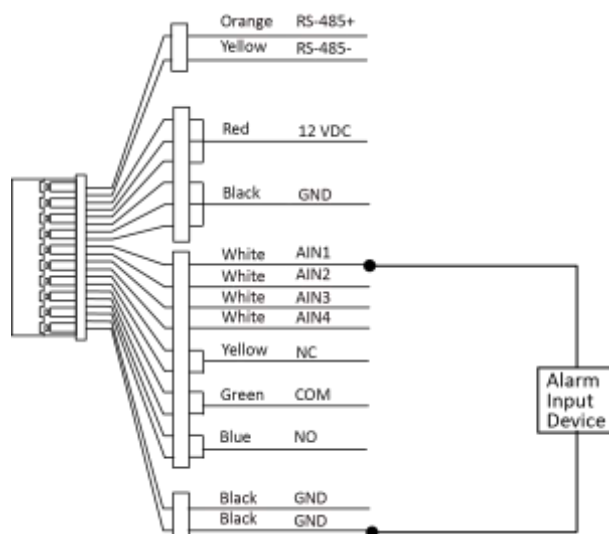 Orange RS-485+
Yellow RS-485-
Red 12 VDC
Black GND
White AIN1
White AIN2
White AIN3
White AIN4
Yellow NC
Green COM
Blue NO
Black GND
Black GND
Alarm
Input
Device